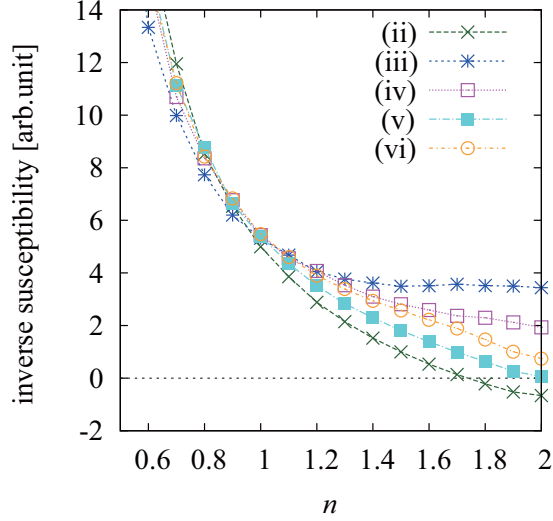 14
12
10
8
6
4
2
0
-2
inverse susceptibility [arb.unit]
(ii)
(iii)
(iv)
(v)
(vi)
0.6 0.8 1 1.2 1.4 1.6 1.8 2
n